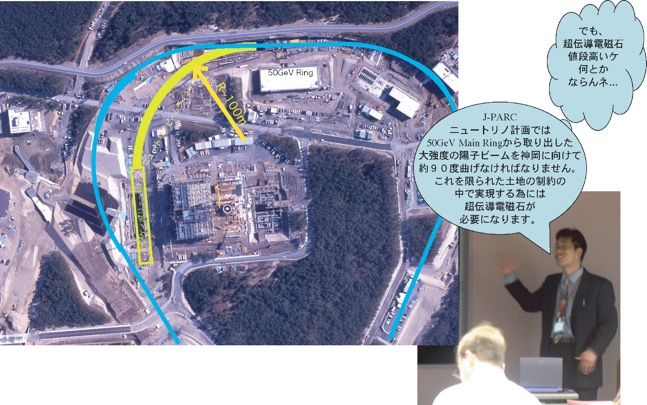 でも、
超伝導電磁石
値段高いケ
何とか
ならんネ...
50GeV Ring
R: 100m
J-PARC
ニュートリノ計画では
50GeV Main Ringから取り出した
大強度の陽子ビームを神岡に向けて
約９０度曲げなければなりません。
これを限られた土地の制約の
中で実現する為には
超伝導電磁石が
必要になります。